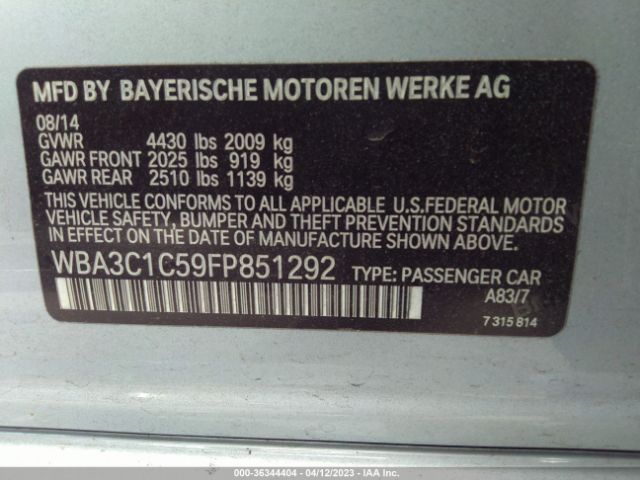 MFD BY BAYERISCHE MOTOREN WERKE AG
08/14
GVWR 4430 lbs 2009 kg
GAWR FRONT 2025 lbs 919 kg
GAWR REAR 2510 lbs 1139 kg
THIS VEHICLE CONFORMS TO ALL APPLICABLE U.S.FEDERAL MOTOR
VEHICLE SAFETY, BUMPER AND THEFT PREVENTION STANDARDS
IN EFFECT ON THE DATE OF MANUFACTURE SHOWN ABOVE.
WBA3C1C59FP851292 TYPE: PASSENGER CAR
A83/7
7 315 814
000-36344404 - 04/12/2023 - IAA Inc.